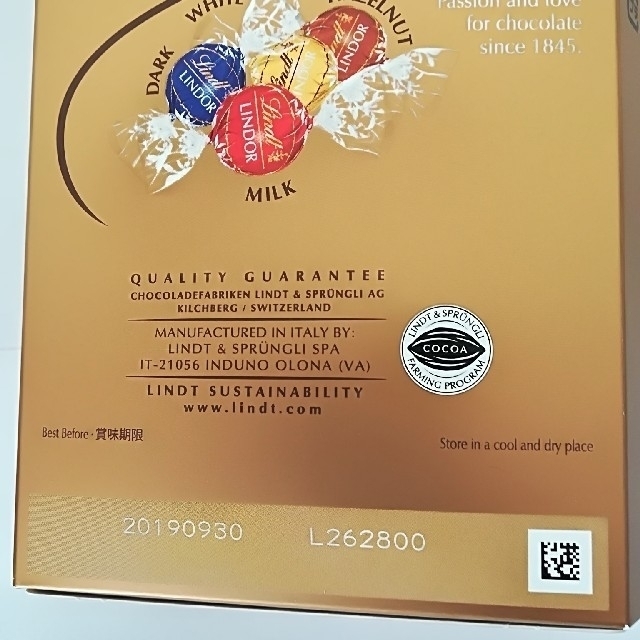 WHITE
HAZELNUT
DARK
Lindt
LINDOR
Lindt
Lindt
LINDOR
LINDOR
MILK
Passion and love
for chocolate
since 1845.
QUALITY GUARANTEE
CHOCOLADEFABRIKEN LINDT & SPRÜNGLI AG
KILCHBERG / SWITZERLAND
MANUFACTURED IN ITALY BY:
LINDT & SPRÜNGLI SPA
IT-21056 INDUNO OLONA (VA)
LINDT SUSTAINABILITY
www.lindt.com
LINDT & SPRÜNGLI
COCOA
FARMING PROGRAM
Best Before · 賞味期限
Store in a cool and dry place
20190930 L262800